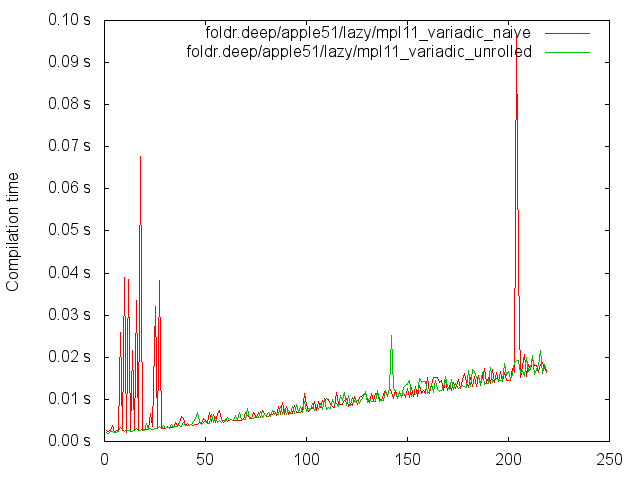 foldr.deep/apple51/lazy/mpl11_variadic_naive
foldr.deep/apple51/lazy/mpl11_variadic_unrolled
0.10 s
0.09 s
0.08 s
0.07 s
0.06 s
0.05 s
0.04 s
0.03 s
0.02 s
0.01 s
0.00 s
Compilation time
0 50 100 150 200 250